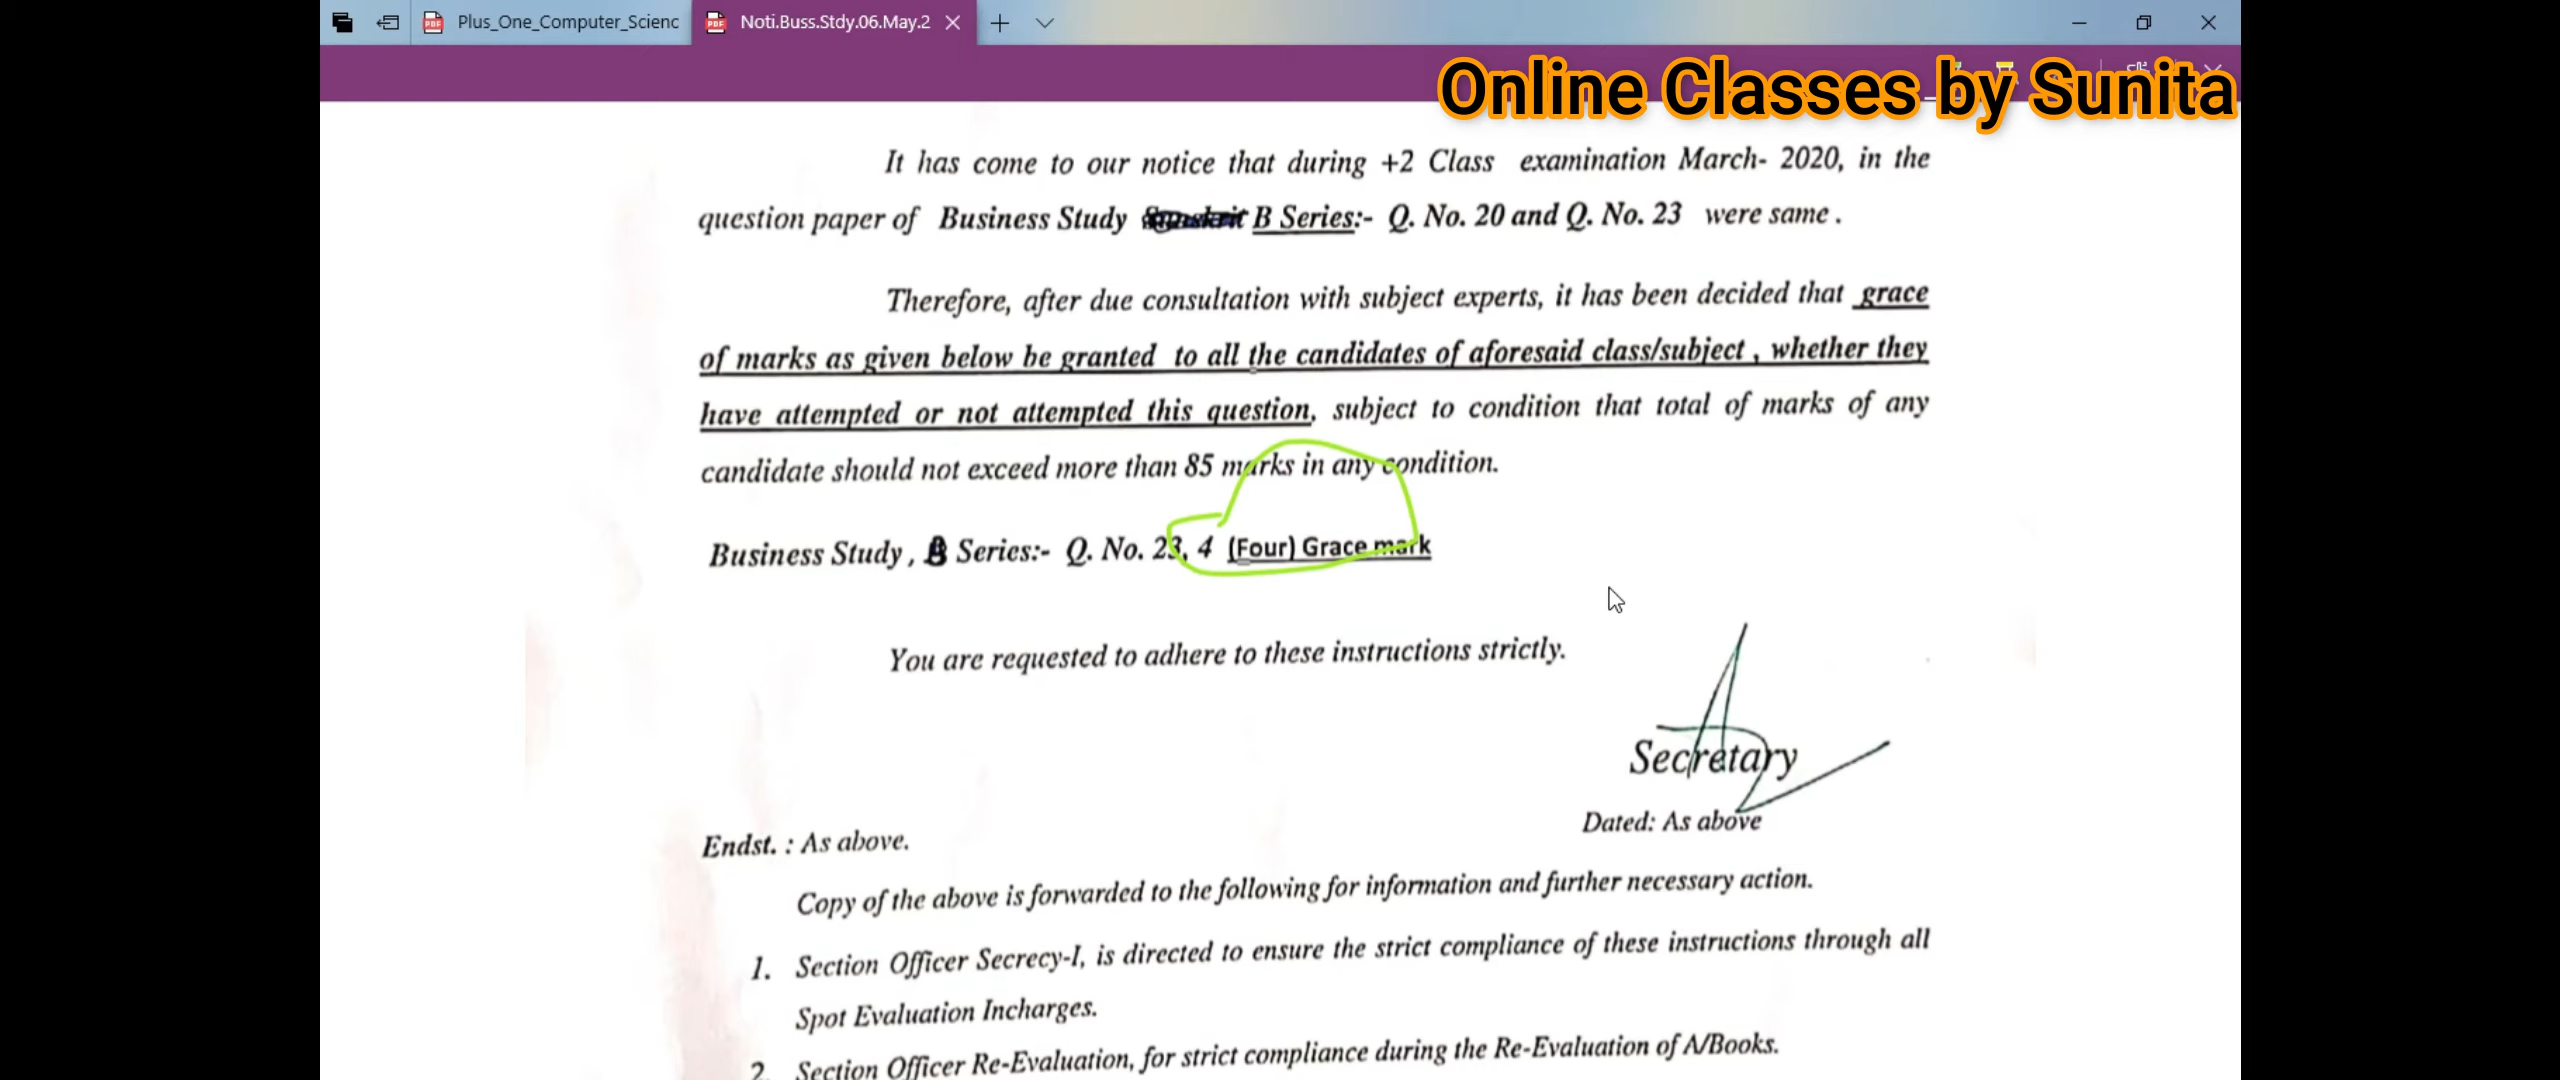 Plus_One_Computer_Scienc
Noti.Buss.Stdy.06.May.2
Online Classes by Sunita
It has come to our notice that during +2 Class examination March- 2020, in the
question paper of Business Study B Series:- Q. No. 20 and Q. No. 23 were same .
Therefore, after due consultation with subject experts, it has been decided that grace
of marks as given below be granted to all the candidates of aforesaid class/subject , whether they
have attempted or not attempted this question, subject to condition that total of marks of any
candidate should not exceed more than 85 marks in any condition.
Business Study , B Series:- Q. No. 23, 4 (Four) Grace mark
You are requested to adhere to these instructions strictly.
Secretary
Dated: As above
Endst. : As above.
Copy of the above is forwarded to the following for information and further necessary action.
1. Section Officer Secrecy-I, is directed to ensure the strict compliance of these instructions through all
Spot Evaluation Incharges.
2. Section Officer Re-Evaluation, for strict compliance during the Re-Evaluation of A/Books.